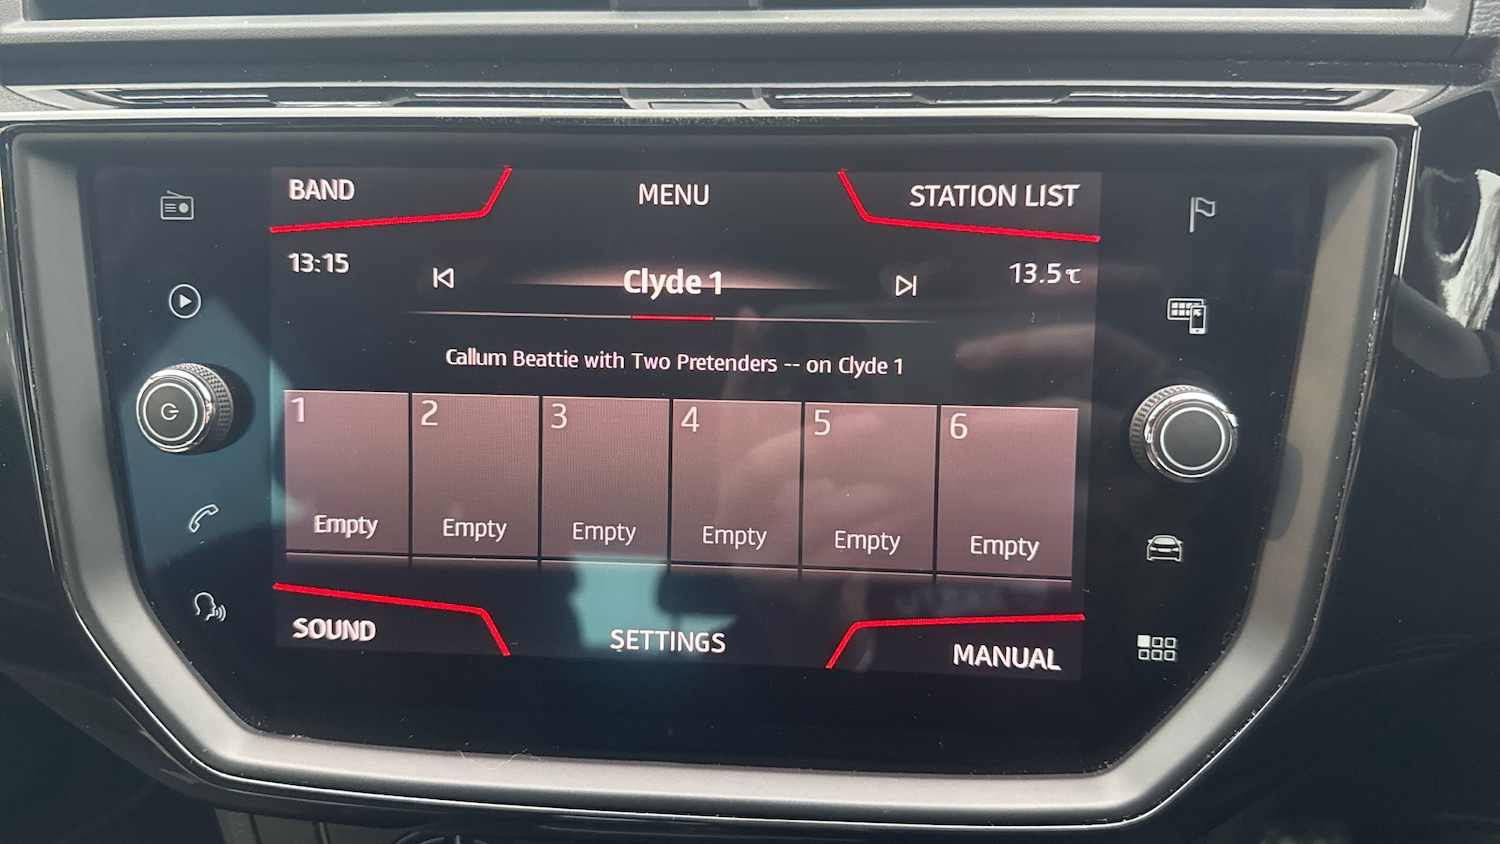 BAND MENU STATION LIST
13:15 Clyde 1 13.5℃
Callum Beattie with Two Pretenders -- on Clyde 1
1 2 3 4 5 6
Empty Empty Empty Empty Empty Empty
SOUND SETTINGS MANUAL